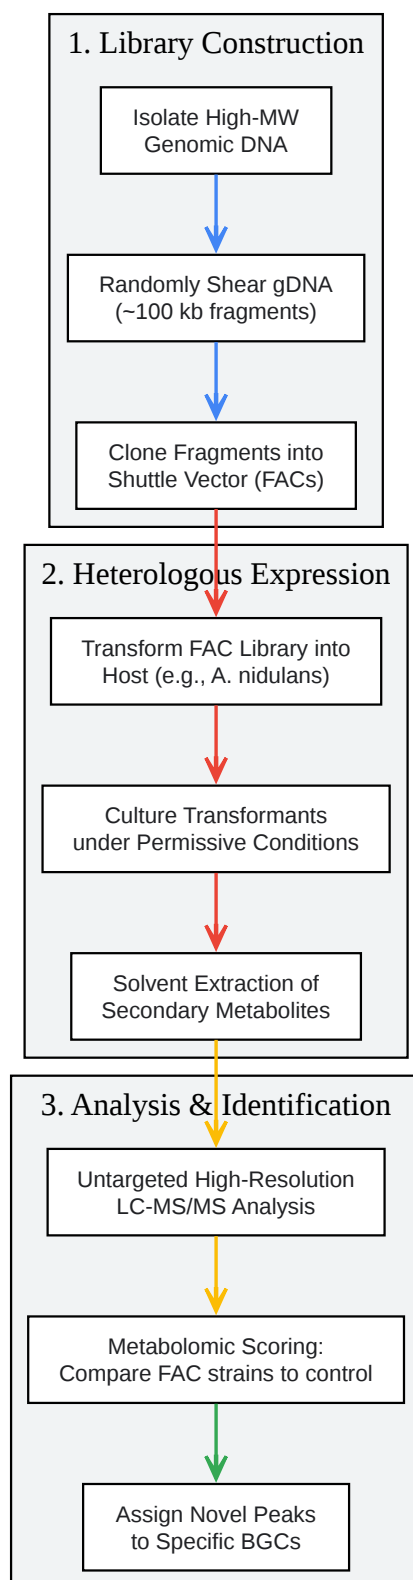 1. Library Construction
Isolate High-MW
Genomic DNA
Randomly Shear gDNA
(~100 kb fragments)
Clone Fragments into
Shuttle Vector (FACs)
2. Heterologous Expression
Transform FAC Library into
Host (e.g., A. nidulans)
Culture Transformants
under Permissive Conditions
Solvent Extraction of
Secondary Metabolites
3. Analysis & Identification
Untargeted High-Resolution
LC-MS/MS Analysis
Metabolomic Scoring:
Compare FAC strains to control
Assign Novel Peaks
to Specific BGCs